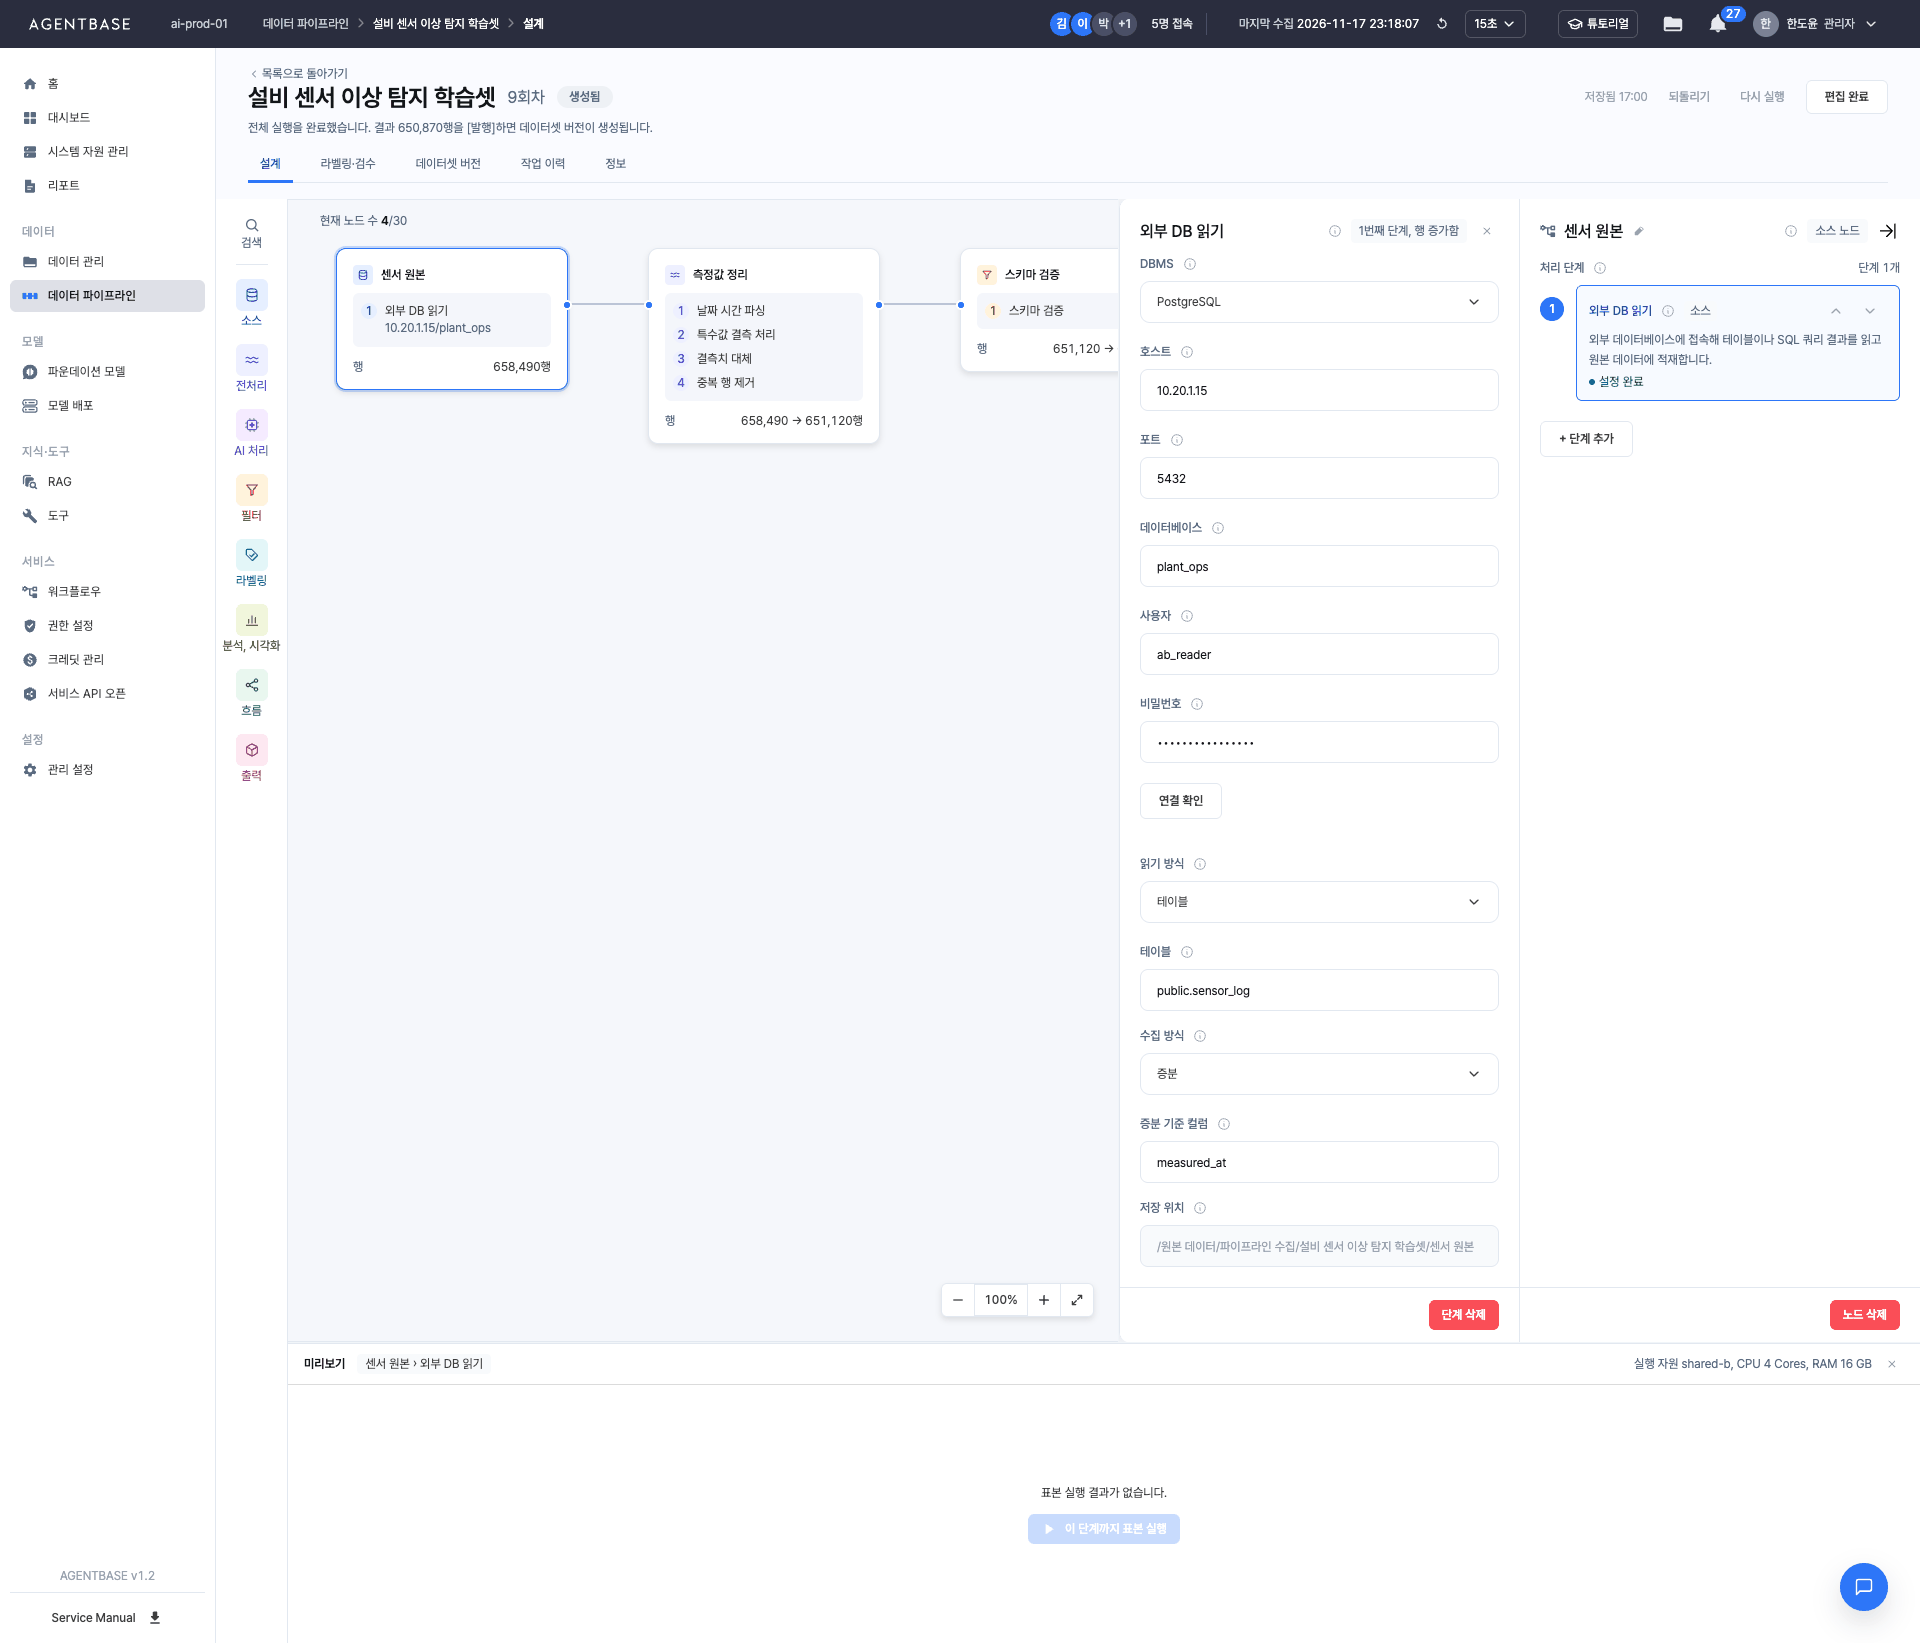 AGENTBASE
ai-prod-01
데이터 파이프라인 > 설비 센서 이상 탐지 학습셋 > 설계
김 이 박 +1 5명 접속
마지막 수집 2026-11-17 23:18:07
15초
튜토리얼
27
한 한도윤 관리자
홈
대시보드
시스템 자원 관리
리포트
데이터
데이터 관리
데이터 파이프라인
모델
파운데이션 모델
모델 배포
지식·도구
RAG
도구
서비스
워크플로우
권한 설정
크레딧 관리
서비스 API 오픈
설정
관리 설정
AGENTBASE v1.2
Service Manual
목록으로 돌아가기
설비 센서 이상 탐지 학습셋 9회차 생성됨
전체 실행을 완료했습니다. 결과 650,870행을 [발행]하면 데이터셋 버전이 생성됩니다.
저장됨 17:00 되돌리기 다시 실행 편집 완료
설계 라벨링·검수 데이터셋 버전 작업 이력 정보
검색
소스
전처리
AI 처리
필터
라벨링
분석, 시각화
흐름
출력
현재 노드 수 4/30
센서 원본
1 외부 DB 읽기
10.20.1.15/plant_ops
행 658,490행
측정값 정리
1 날짜 시간 파싱
2 특수값 결측 처리
3 결측치 대체
4 중복 행 제거
행 658,490 → 651,120행
스키마 검증
1 스키마 검증
행 651,120 →
100%
외부 DB 읽기 1번째 단계, 행 증가함
DBMS
PostgreSQL
호스트
10.20.1.15
포트
5432
데이터베이스
plant_ops
사용자
ab_reader
비밀번호
••••••••••••••••
연결 확인
읽기 방식
테이블
테이블
public.sensor_log
수집 방식
증분
증분 기준 컬럼
measured_at
저장 위치
/원본 데이터/파이프라인 수집/설비 센서 이상 탐지 학습셋/센서 원본
단계 삭제
센서 원본 소스 노드
처리 단계 단계 1개
1 외부 DB 읽기 소스
외부 데이터베이스에 접속해 테이블이나 SQL 쿼리 결과를 읽고
원본 데이터에 적재합니다.
설정 완료
+ 단계 추가
노드 삭제
미리보기 센서 원본 › 외부 DB 읽기
실행 자원 shared-b, CPU 4 Cores, RAM 16 GB
표본 실행 결과가 없습니다.
이 단계까지 표본 실행